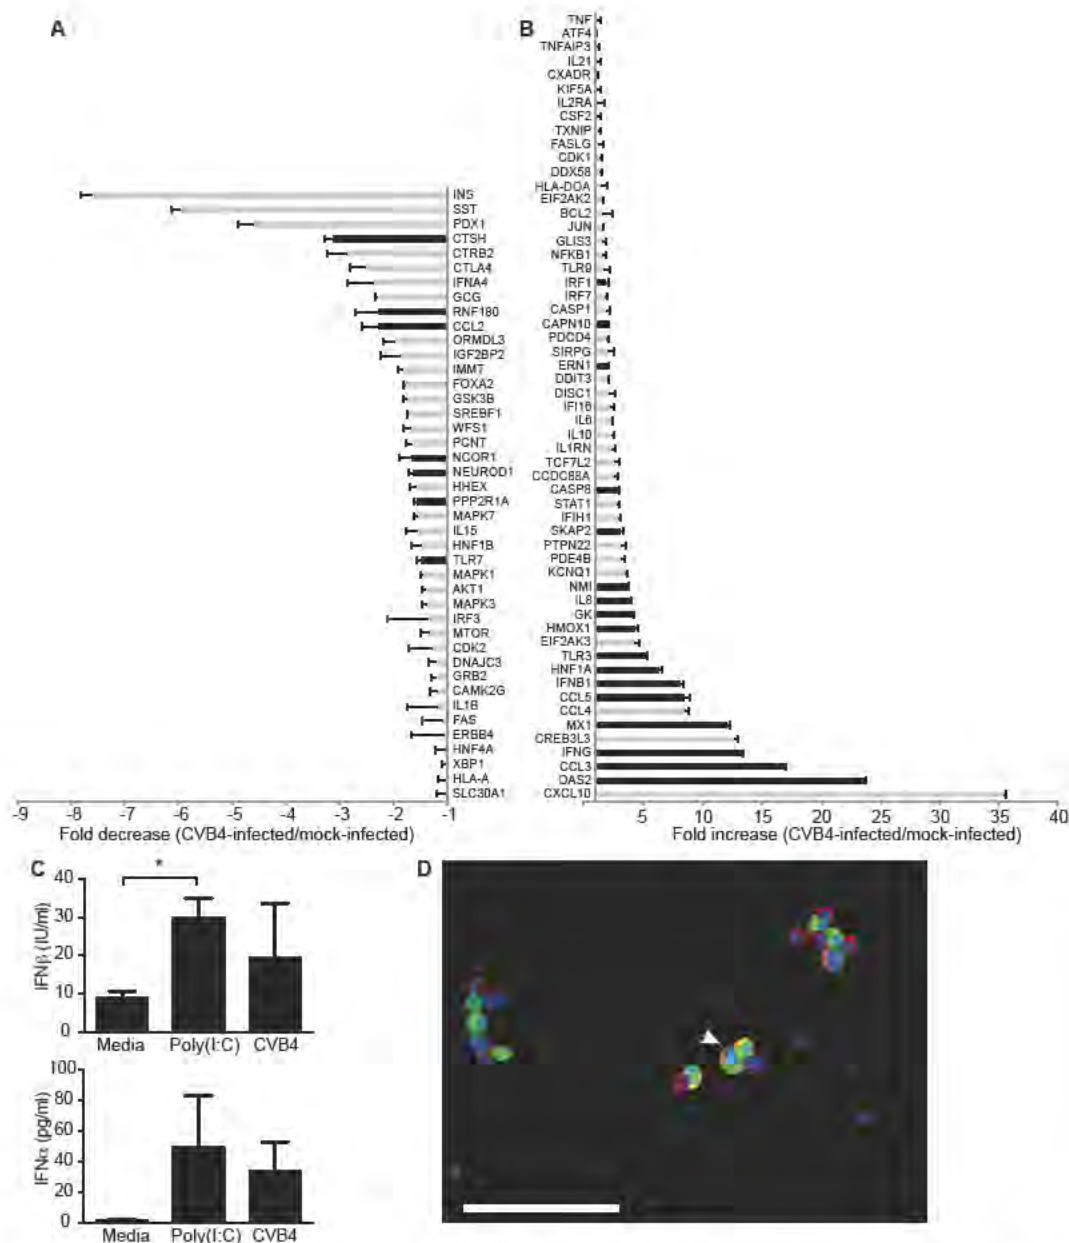 A
INS
SST
PDX1
CTSH
CTRB2
CTLA4
IFNA4
GCG
RNF180
CCL2
ORMDL3
IGF2BP2
IMMT
FOXA2
GSK3B
SREBF1
WFS1
PCNT
NCOR1
NEUROD1
HHEX
PPP2R1A
MAPK7
IL15
HNF1B
TLR7
MAPK1
AKT1
MAPK3
IRF3
MTOR
CDK2
DNAJC3
GRB2
CAMK2G
IL1B
FAS
ERBB4
HNF4A
XBP1
HLA-A
SLC30A1
-9 -8 -7 -6 -5 -4 -3 -2 -1
Fold decrease (CVB4-infected/mock-infected)
B
TNF
ATF4
TNFAIP3
IL21
CXADR
KIF5A
IL2RA
CSF2
TXNIP
FASLG
CDK1
DDX58
HLA-DOA
EIF2AK2
BCL2
JUN
GLIS3
NFKB1
TLR9
IRF1
IRF7
CASP1
CAPN10
PDCD4
SIRPG
ERN1
DDIT3
DISC1
IFI16
IL6
IL10
IL1RN
TCF7L2
CCDC88A
CASP8
STAT1
IFIH1
SKAP2
PTPN22
PDE4B
KCNQ1
NMI
IL8
GK
HMOX1
EIF2AK3
TLR3
HNF1A
IFNB1
CCL5
CCL4
MX1
CREB3L3
IFNG
CCL3
OAS2
CXCL10
5 10 15 20 25 30 35 40
Fold increase (CVB4-infected/mock-infected)
C
*
IFNβ (IU/ml)
40
30
20
10
0
Media Poly(I:C) CVB4
IFNα (pg/ml)
100
80
60
40
20
0
Media Poly(I:C) CVB4
D